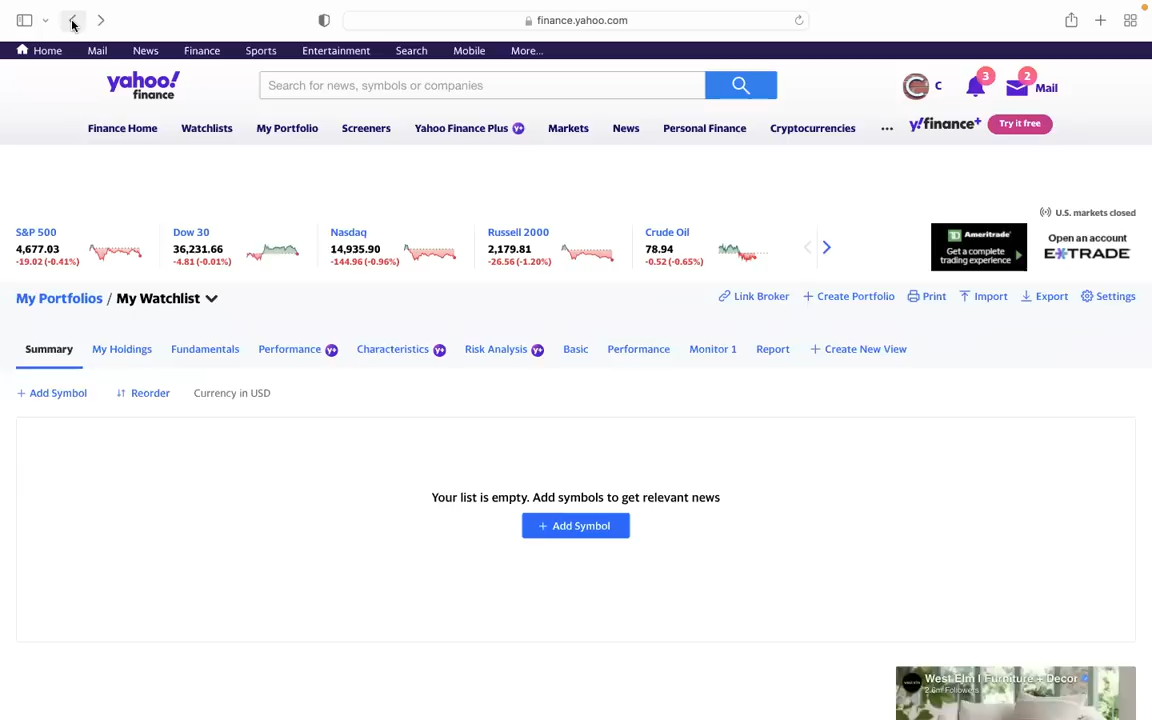 finance.yahoo.com
Home Mail News Finance Sports Entertainment Search Mobile More...
yahoo!
finance
Search for news, symbols or companies
C
3
2
Mail
Finance Home Watchlists My Portfolio Screeners Yahoo Finance Plus Y+ Markets News Personal Finance Cryptocurrencies ... y!finance+ Try it free
U.S. markets closed
S&P 500
4,677.03
-19.02 (-0.41%)
Dow 30
36,231.66
-4.81 (-0.01%)
Nasdaq
14,935.90
-144.96 (-0.96%)
Russell 2000
2,179.81
-26.56 (-1.20%)
Crude Oil
78.94
-0.52 (-0.65%)
TD Ameritrade
Get a complete
trading experience
Open an account
E*TRADE
My Portfolios / My Watchlist
Link Broker + Create Portfolio Print Import Export Settings
Summary My Holdings Fundamentals Performance Y+ Characteristics Y+ Risk Analysis Y+ Basic Performance Monitor 1 Report + Create New View
+ Add Symbol Reorder Currency in USD
Your list is empty. Add symbols to get relevant news
+ Add Symbol
West Elm | Furniture + Decor
2.6m Followers